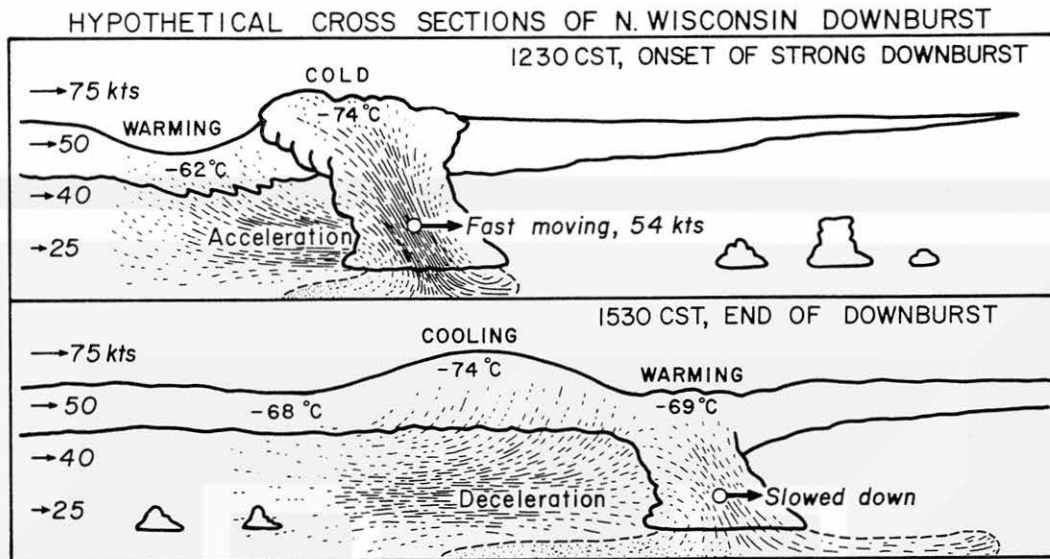 HYPOTHETICAL CROSS SECTIONS OF N. WISCONSIN DOWNBURST
1230 CST, ONSET OF STRONG DOWNBURST
COLD
→75 kts
-74°C
WARMING
→50
-62°C
→40
Acceleration
Fast moving, 54 kts
→25
1530 CST, END OF DOWNBURST
COOLING
→75 kts
-74°C
WARMING
→50
-68°C
-69°C
→40
Deceleration
Slowed down
→25